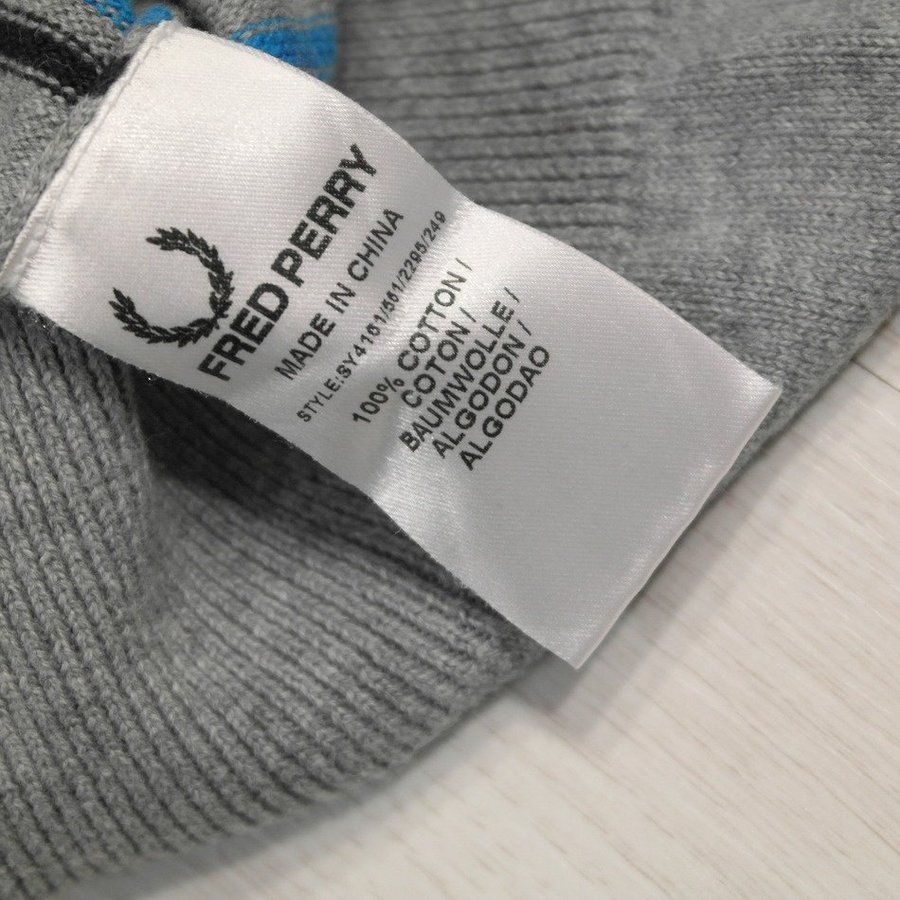 FRED PERRY
MADE IN CHINA
STYLE:SY4161/561/2295/249
100% COTTON /
COTON /
BAUMWOLLE /
ALGODON /
ALGODAO